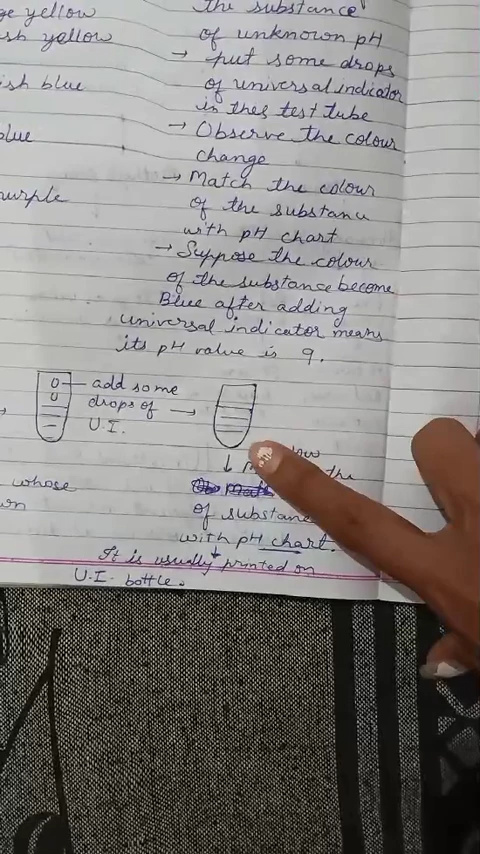 ge yellow
sh yellow
ish blue
blue
purple
whose
wn
the substance
of unknown pH
→ put some drops
of universal indicator
in thes test tube
→ Observe the colour
change
→ Match the colour
of the substance
with pH chart
→ Suppose the colour
of the substance become
Blue after adding
universal indicator means
its pH value is 9.
add some
drops of →
U.I.
↓
the
of substan
with pH chart.
It is usually printed on
U.I. bottle.